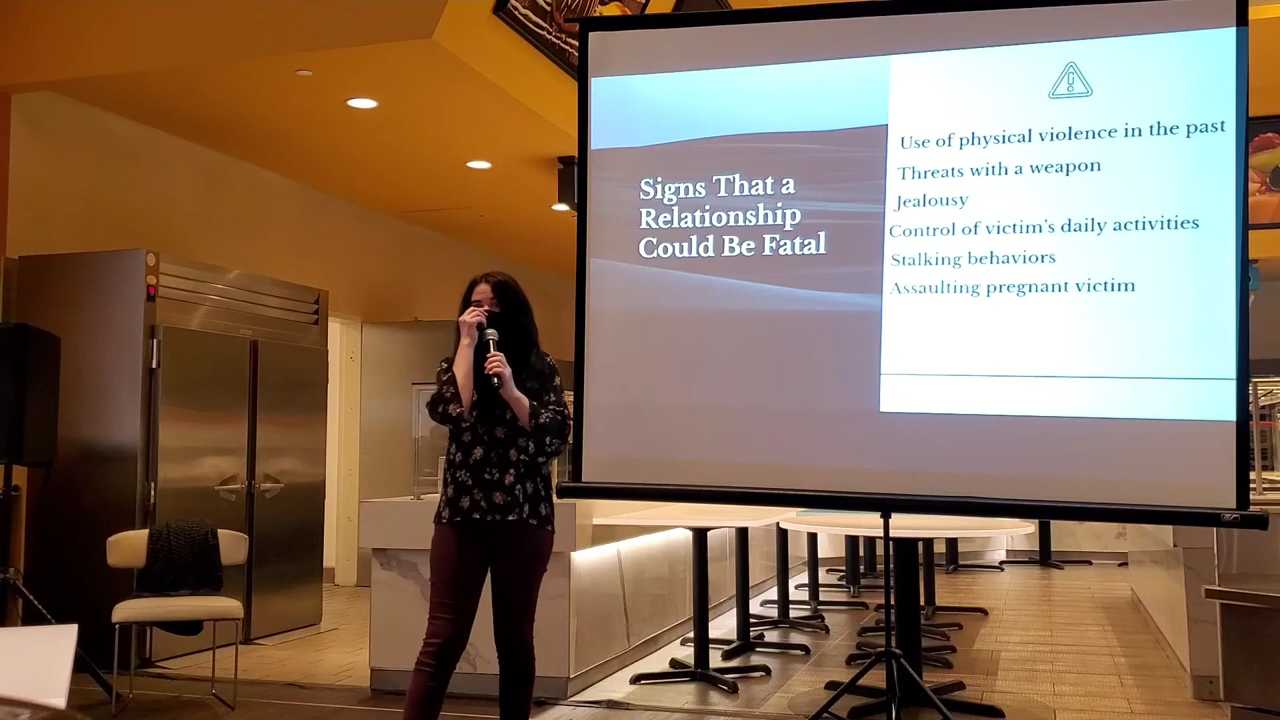 Signs That a
Relationship
Could Be Fatal
Use of physical violence in the past
Threats with a weapon
Jealousy
Control of victim's daily activities
Stalking behaviors
Assaulting pregnant victim